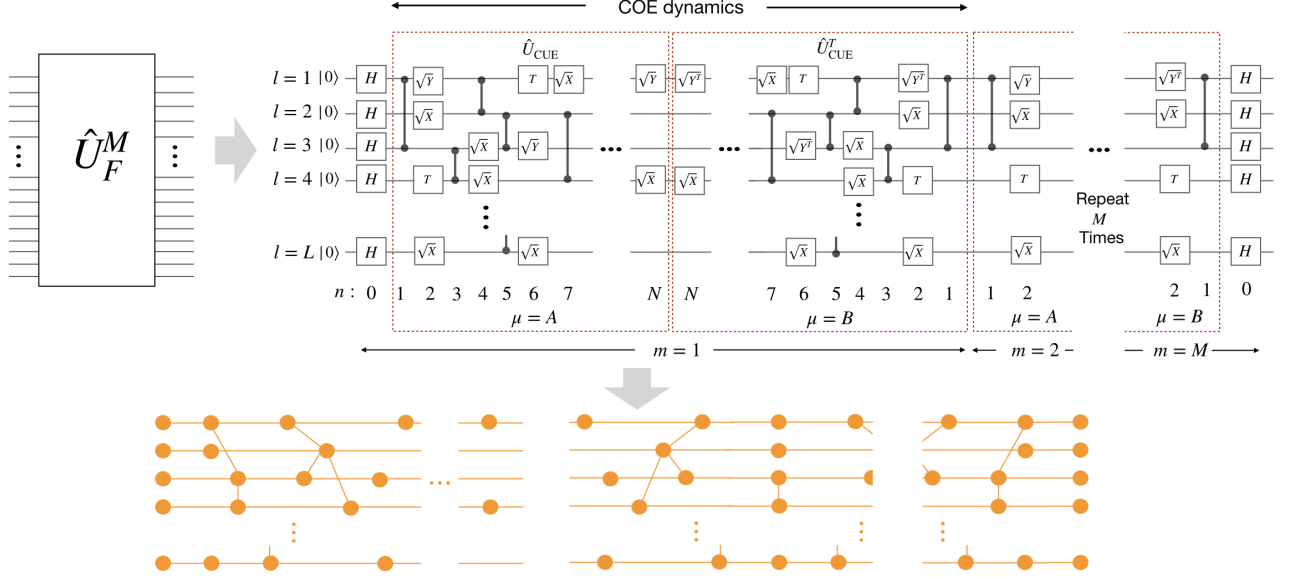 COE dynamics
Û_CUE Û^T_CUE
Û_F^M
l = 1 |0⟩ H √Y T √X √Y √Y^T √X T √Y^T √Y √Y^T H
l = 2 |0⟩ H √X √X √X √X H
l = 3 |0⟩ H √X √Y ••• ••• √Y^T √X ••• H
l = 4 |0⟩ H T √X √X √X √X T T T H
Repeat
M
Times
l = L |0⟩ H √X √X √X √X √X √X H
n : 0 1 2 3 4 5 6 7 N N 7 6 5 4 3 2 1 1 2 2 1 0
μ = A μ = B μ = A μ = B
m = 1 m = 2 m = M